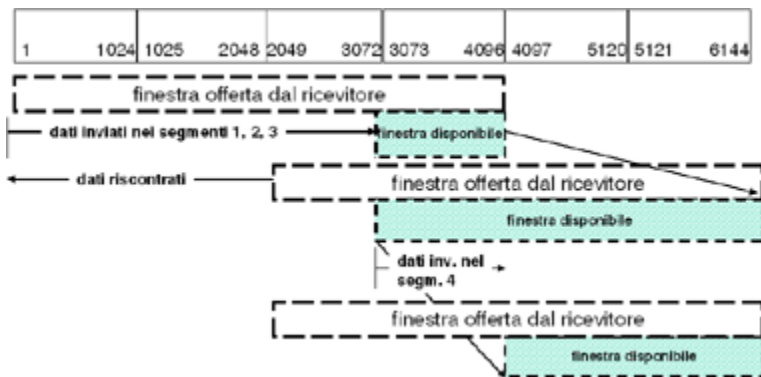 1 1024 1025 2048 2049 3072 3073 4096 4097 5120 5121 6144
finestra offerta dal ricevitore
dati inviati nei segmenti 1, 2, 3
finestra disponibile
dati riscontrati
finestra offerta dal ricevitore
finestra disponibile
dati inv. nel
segm. 4
finestra offerta dal ricevitore
finestra disponibile